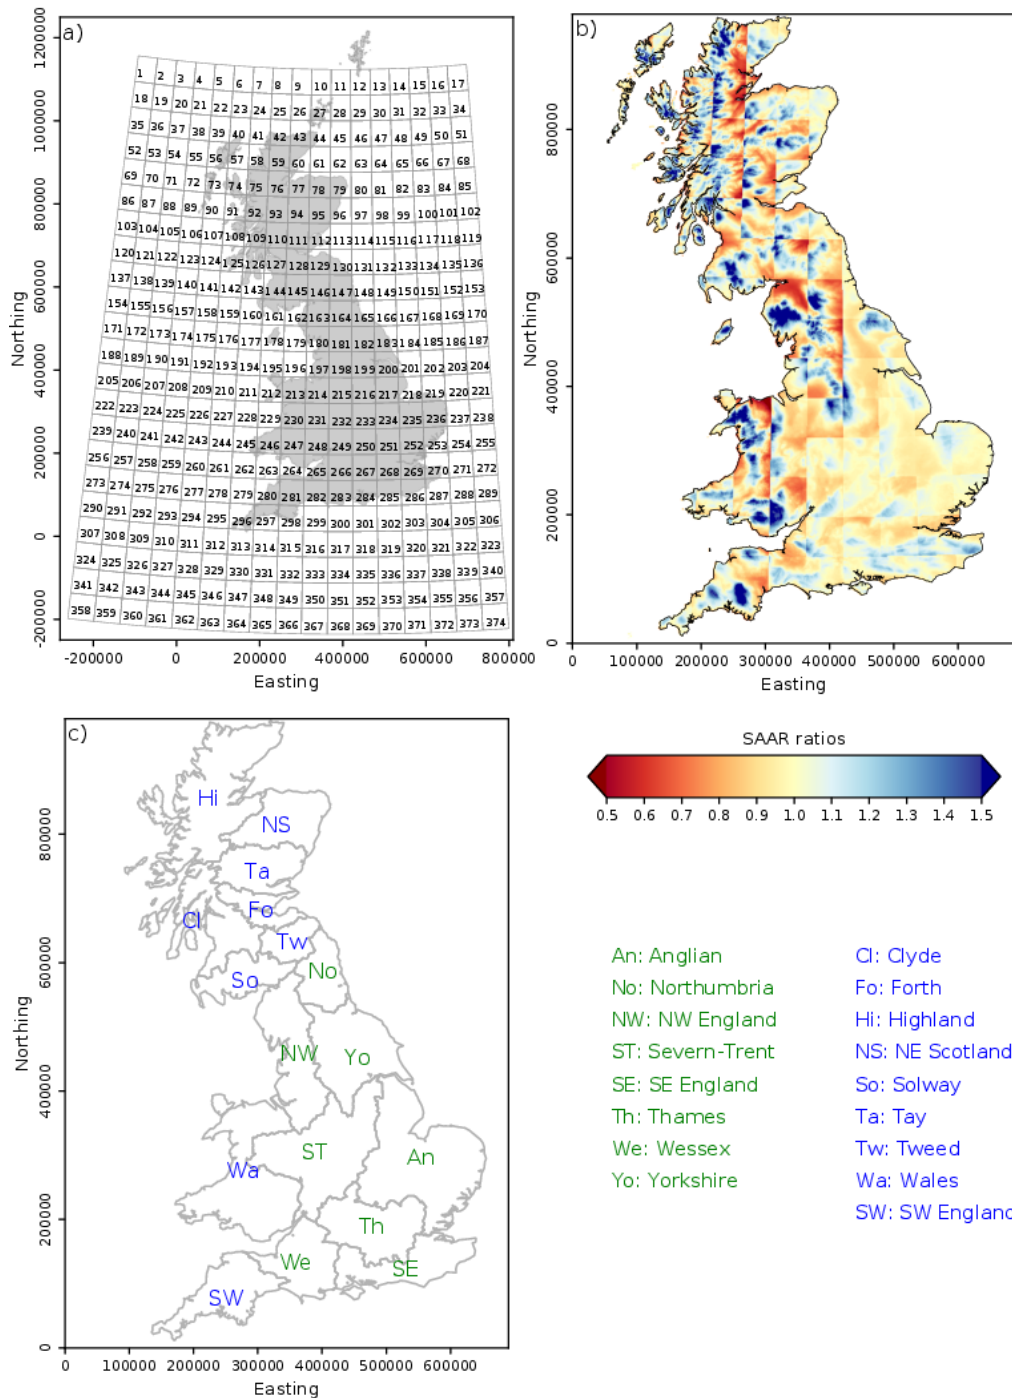 a)
1200000
1000000
800000
600000
400000
200000
0
-200000
Northing
1 2 3 4 5 6 7 8 9 10 11 12 13 14 15 16 17
18 19 20 21 22 23 24 25 26 27 28 29 30 31 32 33 34
35 36 37 38 39 40 41 42 43 44 45 46 47 48 49 50 51
52 53 54 55 56 57 58 59 60 61 62 63 64 65 66 67 68
69 70 71 72 73 74 75 76 77 78 79 80 81 82 83 84 85
86 87 88 89 90 91 92 93 94 95 96 97 98 99 100 101 102
103 104 105 106 107 108 109 110 111 112 113 114 115 116 117 118 119
120 121 122 123 124 125 126 127 128 129 130 131 132 133 134 135 136
137 138 139 140 141 142 143 144 145 146 147 148 149 150 151 152 153
154 155 156 157 158 159 160 161 162 163 164 165 166 167 168 169 170
171 172 173 174 175 176 177 178 179 180 181 182 183 184 185 186 187
188 189 190 191 192 193 194 195 196 197 198 199 200 201 202 203 204
205 206 207 208 209 210 211 212 213 214 215 216 217 218 219 220 221
222 223 224 225 226 227 228 229 230 231 232 233 234 235 236 237 238
239 240 241 242 243 244 245 246 247 248 249 250 251 252 253 254 255
256 257 258 259 260 261 262 263 264 265 266 267 268 269 270 271 272
273 274 275 276 277 278 279 280 281 282 283 284 285 286 287 288 289
290 291 292 293 294 295 296 297 298 299 300 301 302 303 304 305 306
307 308 309 310 311 312 313 314 315 316 317 318 319 320 321 322 323
324 325 326 327 328 329 330 331 332 333 334 335 336 337 338 339 340
341 342 343 344 345 346 347 348 349 350 351 352 353 354 355 356 357
358 359 360 361 362 363 364 365 366 367 368 369 370 371 372 373 374
-200000 0 200000 400000 600000 800000
Easting
b)
800000
600000
400000
200000
0
Northing
0 100000 200000 300000 400000 500000 600000
Easting
SAAR ratios
0.5 0.6 0.7 0.8 0.9 1.0 1.1 1.2 1.3 1.4 1.5
c)
800000
600000
400000
200000
0
Northing
Hi
NS
Ta
Fo
Cl
Tw
No
So
NW
Yo
ST
An
Wa
Th
We
SE
SW
0 100000 200000 300000 400000 500000 600000
Easting
An: Anglian
No: Northumbria
NW: NW England
ST: Severn-Trent
SE: SE England
Th: Thames
We: Wessex
Yo: Yorkshire
Cl: Clyde
Fo: Forth
Hi: Highland
NS: NE Scotland
So: Solway
Ta: Tay
Tw: Tweed
Wa: Wales
SW: SW England